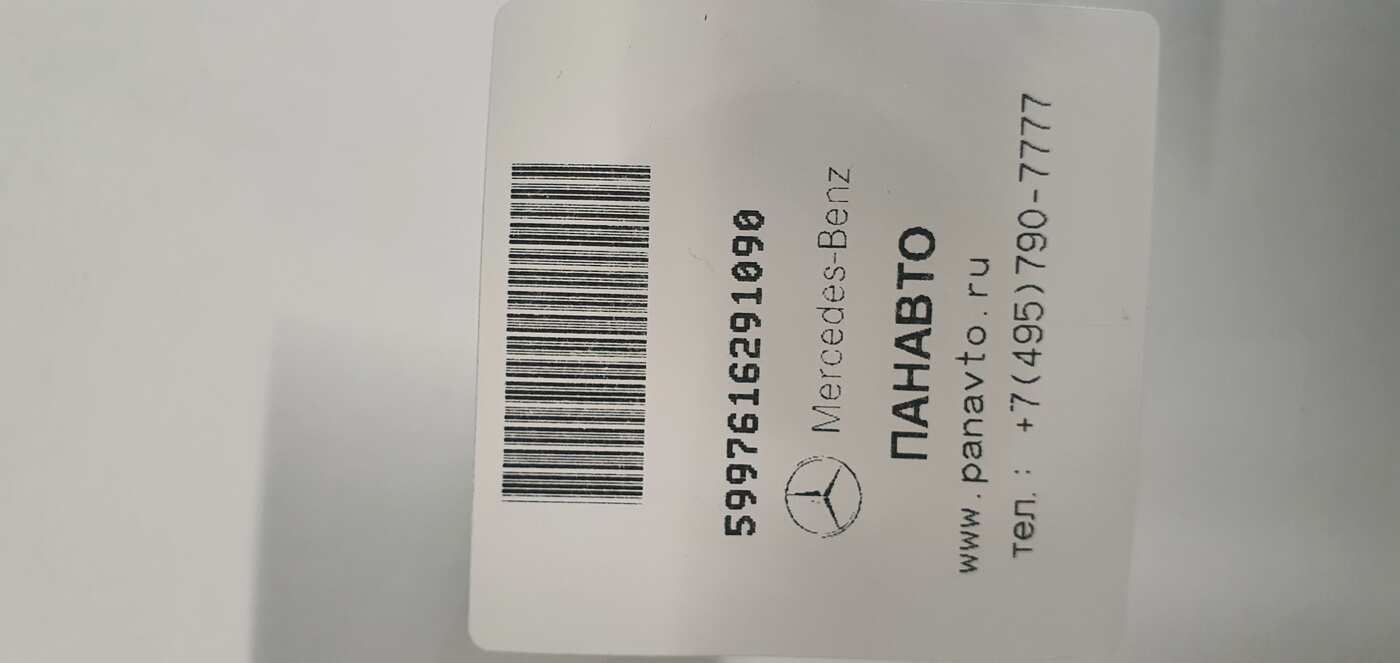 5997616291090
Mercedes-Benz
ПАНАВТО
www.panavto.ru
тел.: +7(495)790-7777